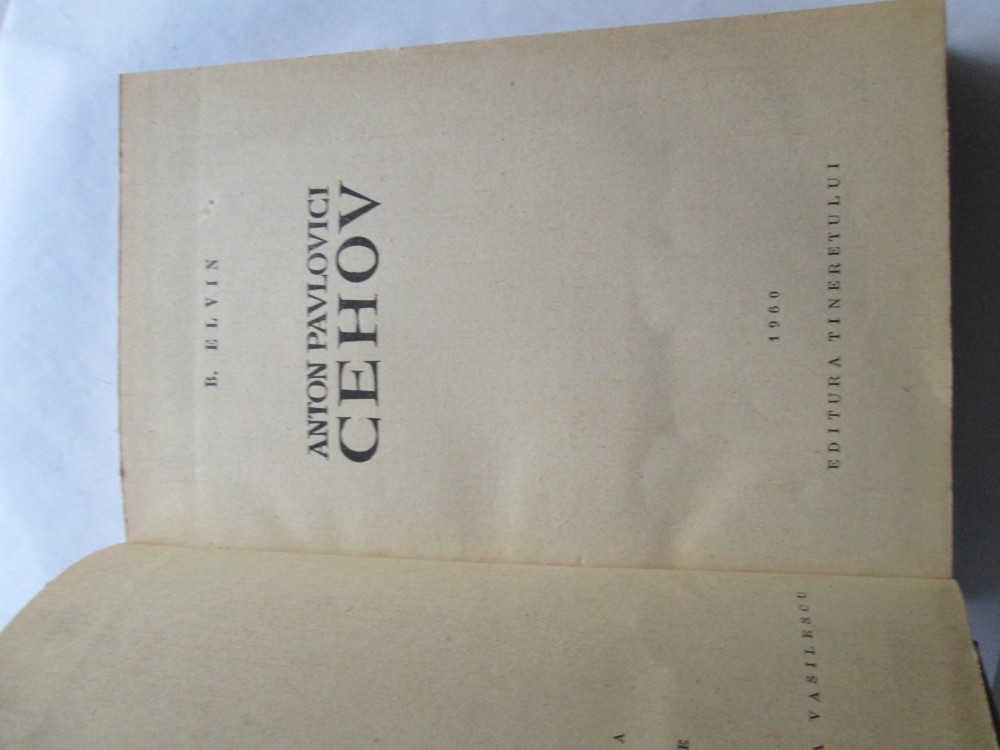 A
E
A VASILESCU
B. ELVIN
ANTON PAVLOVICI
CEHOV
1960
EDITURA TINERETULUI